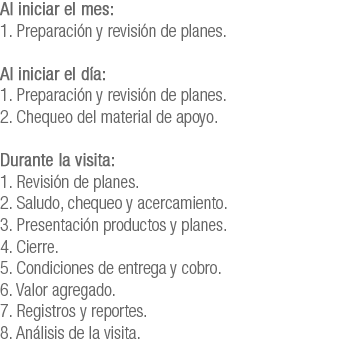 Al iniciar el mes:
1. Preparación y revisión de planes.
Al iniciar el día:
1. Preparación y revisión de planes.
2. Chequeo del material de apoyo.
Durante la visita:
1. Revisión de planes.
2. Saludo, chequeo y acercamiento.
3. Presentación productos y planes.
4. Cierre.
5. Condiciones de entrega y cobro.
6. Valor agregado.
7. Registros y reportes.
8. Análisis de la visita.